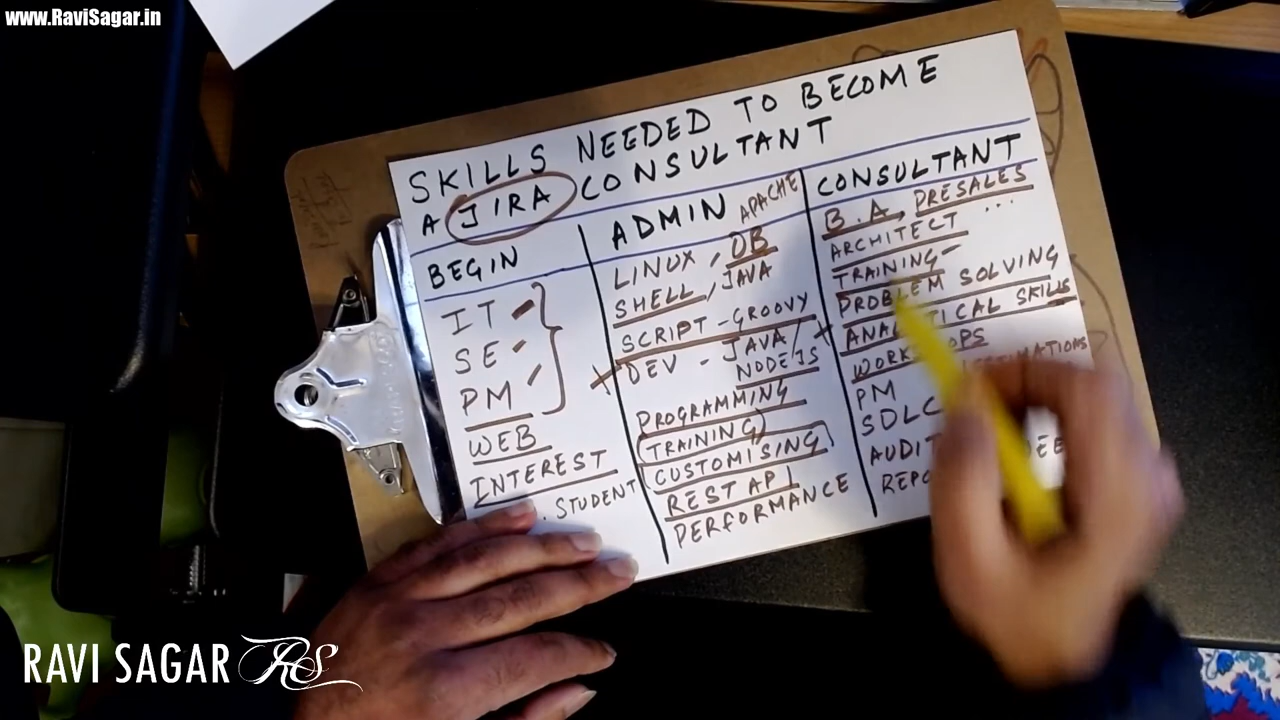 www.RaviSagar.in
SKILLS NEEDED TO BECOME
A JIRA CONSULTANT
BEGIN
IT
SE
PM
WEB
INTEREST
. STUDENT
ADMIN APACHE
LINUX, DB
SHELL, JAVA
SCRIPT - GROOVY
DEV - JAVA/
NODEJS
PROGRAMMING
(TRAINING)
CUSTOMISING
REST API
PERFORMANCE
CONSULTANT
B.A, PRESALES
ARCHITECT ...
TRAINING -
PROBLEM SOLVING
ANALYTICAL SKILLS
PM
SDLC
AUDIT
RAVI SAGAR RS